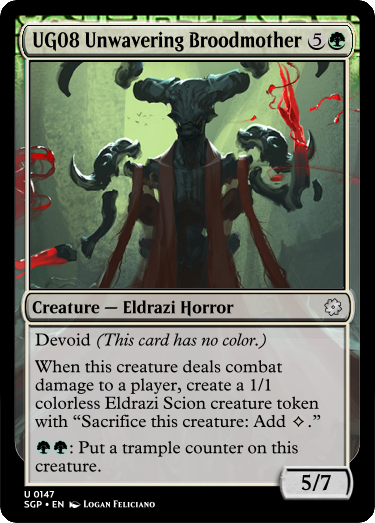 UG08 Unwavering Broodmother 5
Creature — Eldrazi Horror
Devoid (This card has no color.)
When this creature deals combat
damage to a player, create a 1/1
colorless Eldrazi Scion creature token
with “Sacrifice this creature: Add .”
: Put a trample counter on this
creature.
5/7
U 0147
SGP • EN Logan Feliciano